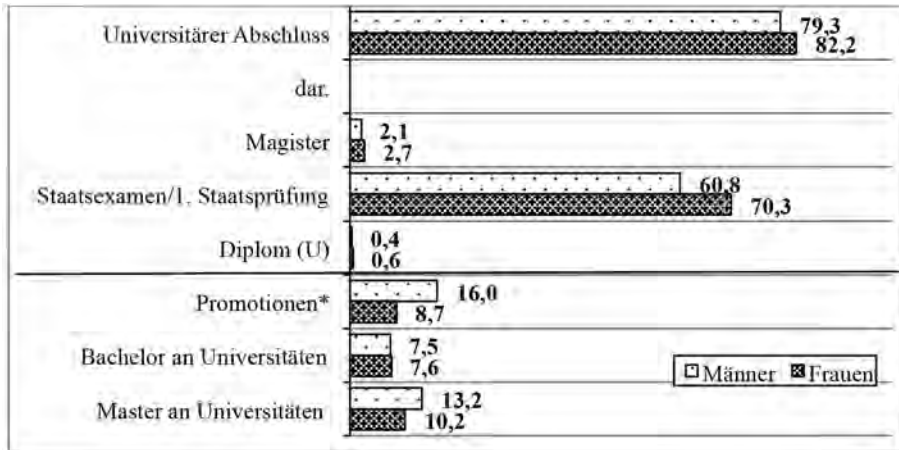 Universitärer Abschluss
79,3
82,2
dar.
Magister
2,1
2,7
Staatsexamen/1. Staatsprüfung
60,8
70,3
Diplom (U)
0,4
0,6
Promotionen*
16,0
8,7
Bachelor an Universitäten
7,5
7,6
Männer Frauen
Master an Universitäten
13,2
10,2